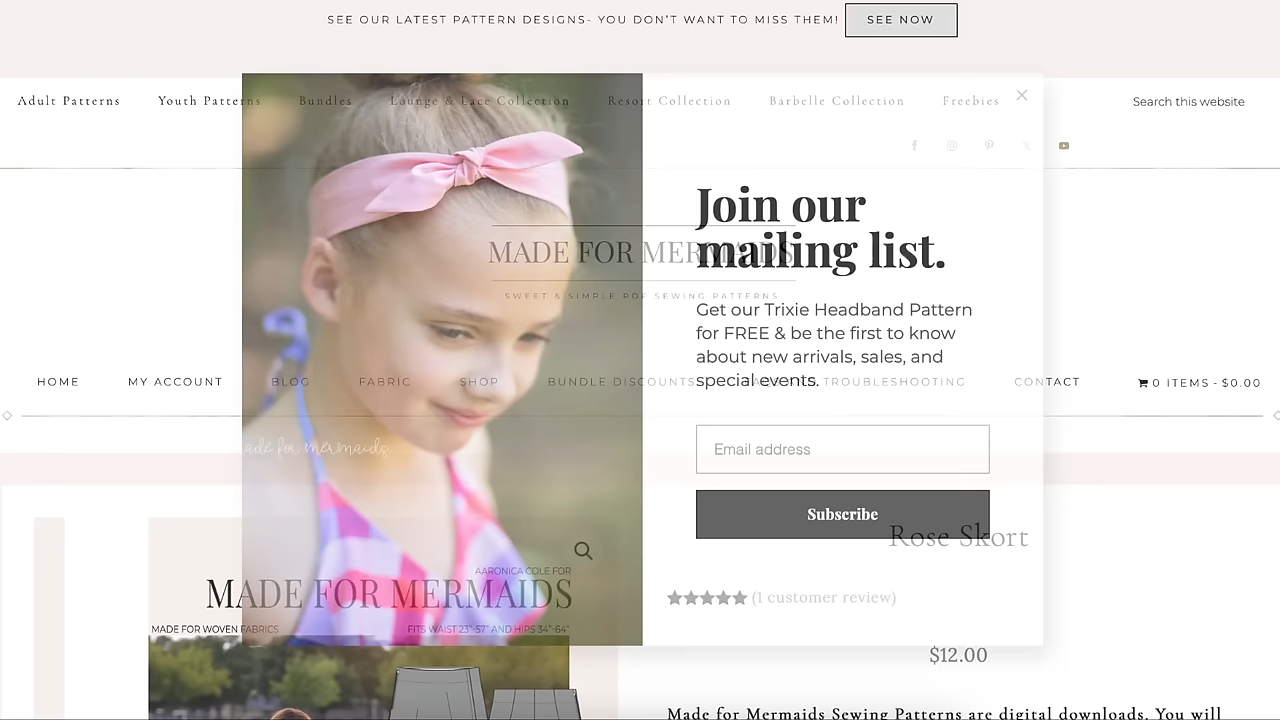 SEE OUR LATEST PATTERN DESIGNS- YOU DON'T WANT TO MISS THEM! SEE NOW
Adult Patterns Youth Patterns Bundles Lounge & Lace Collection Resort Collection Barbelle Collection Freebies Search this website
MADE FOR MERMAIDS
SWEET & SIMPLE PDF SEWING PATTERNS
Join our
mailing list.
Get our Trixie Headband Pattern
for FREE & be the first to know
about new arrivals, sales, and
special events.
HOME MY ACCOUNT BLOG FABRIC SHOP BUNDLE DISCOUNTS TROUBLESHOOTING CONTACT 0 ITEMS - $0.00
made for mermaids
Email address
Subscribe
Rose Skort
AARONICA COLE FOR
MADE FOR MERMAIDS
(1 customer review)
MADE FOR WOVEN FABRICS FITS WAIST 23"-57" AND HIPS 34"-64"
$12.00
Made for Mermaids Sewing Patterns are digital downloads. You will